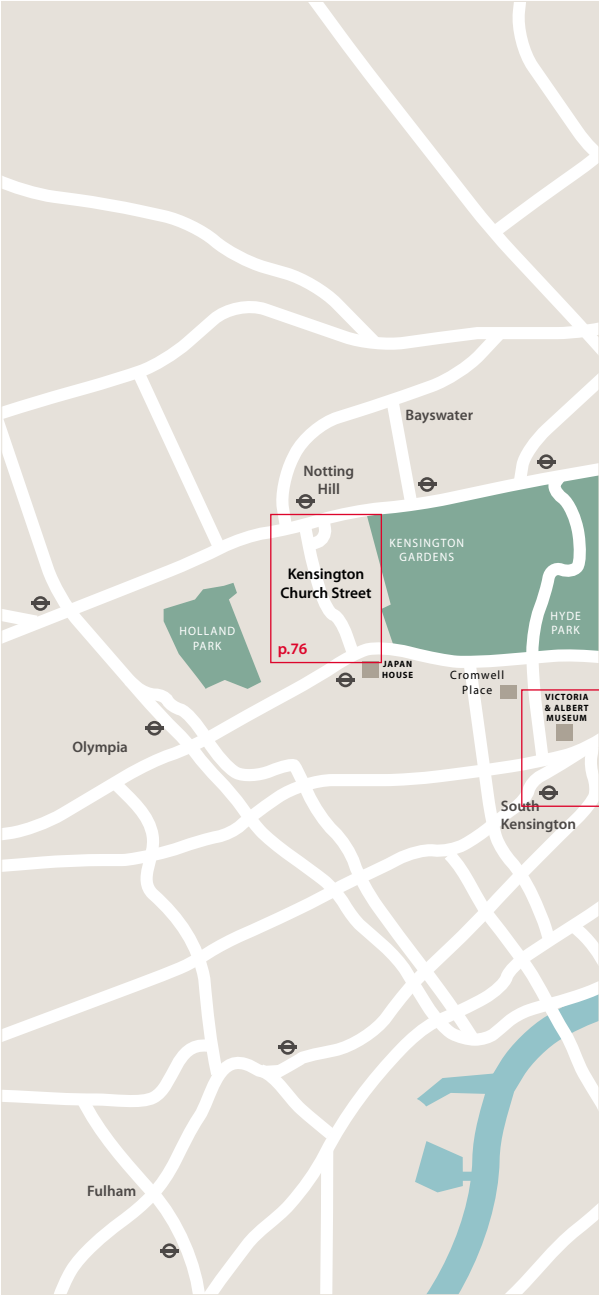 Bayswater
Notting
Hill
KENSINGTON
GARDENS
Kensington
Church Street
HYDE
PARK
HOLLAND
PARK
p.76
JAPAN
HOUSE
Cromwell
Place
VICTORIA
& ALBERT
MUSEUM
Olympia
South
Kensington
Fulham